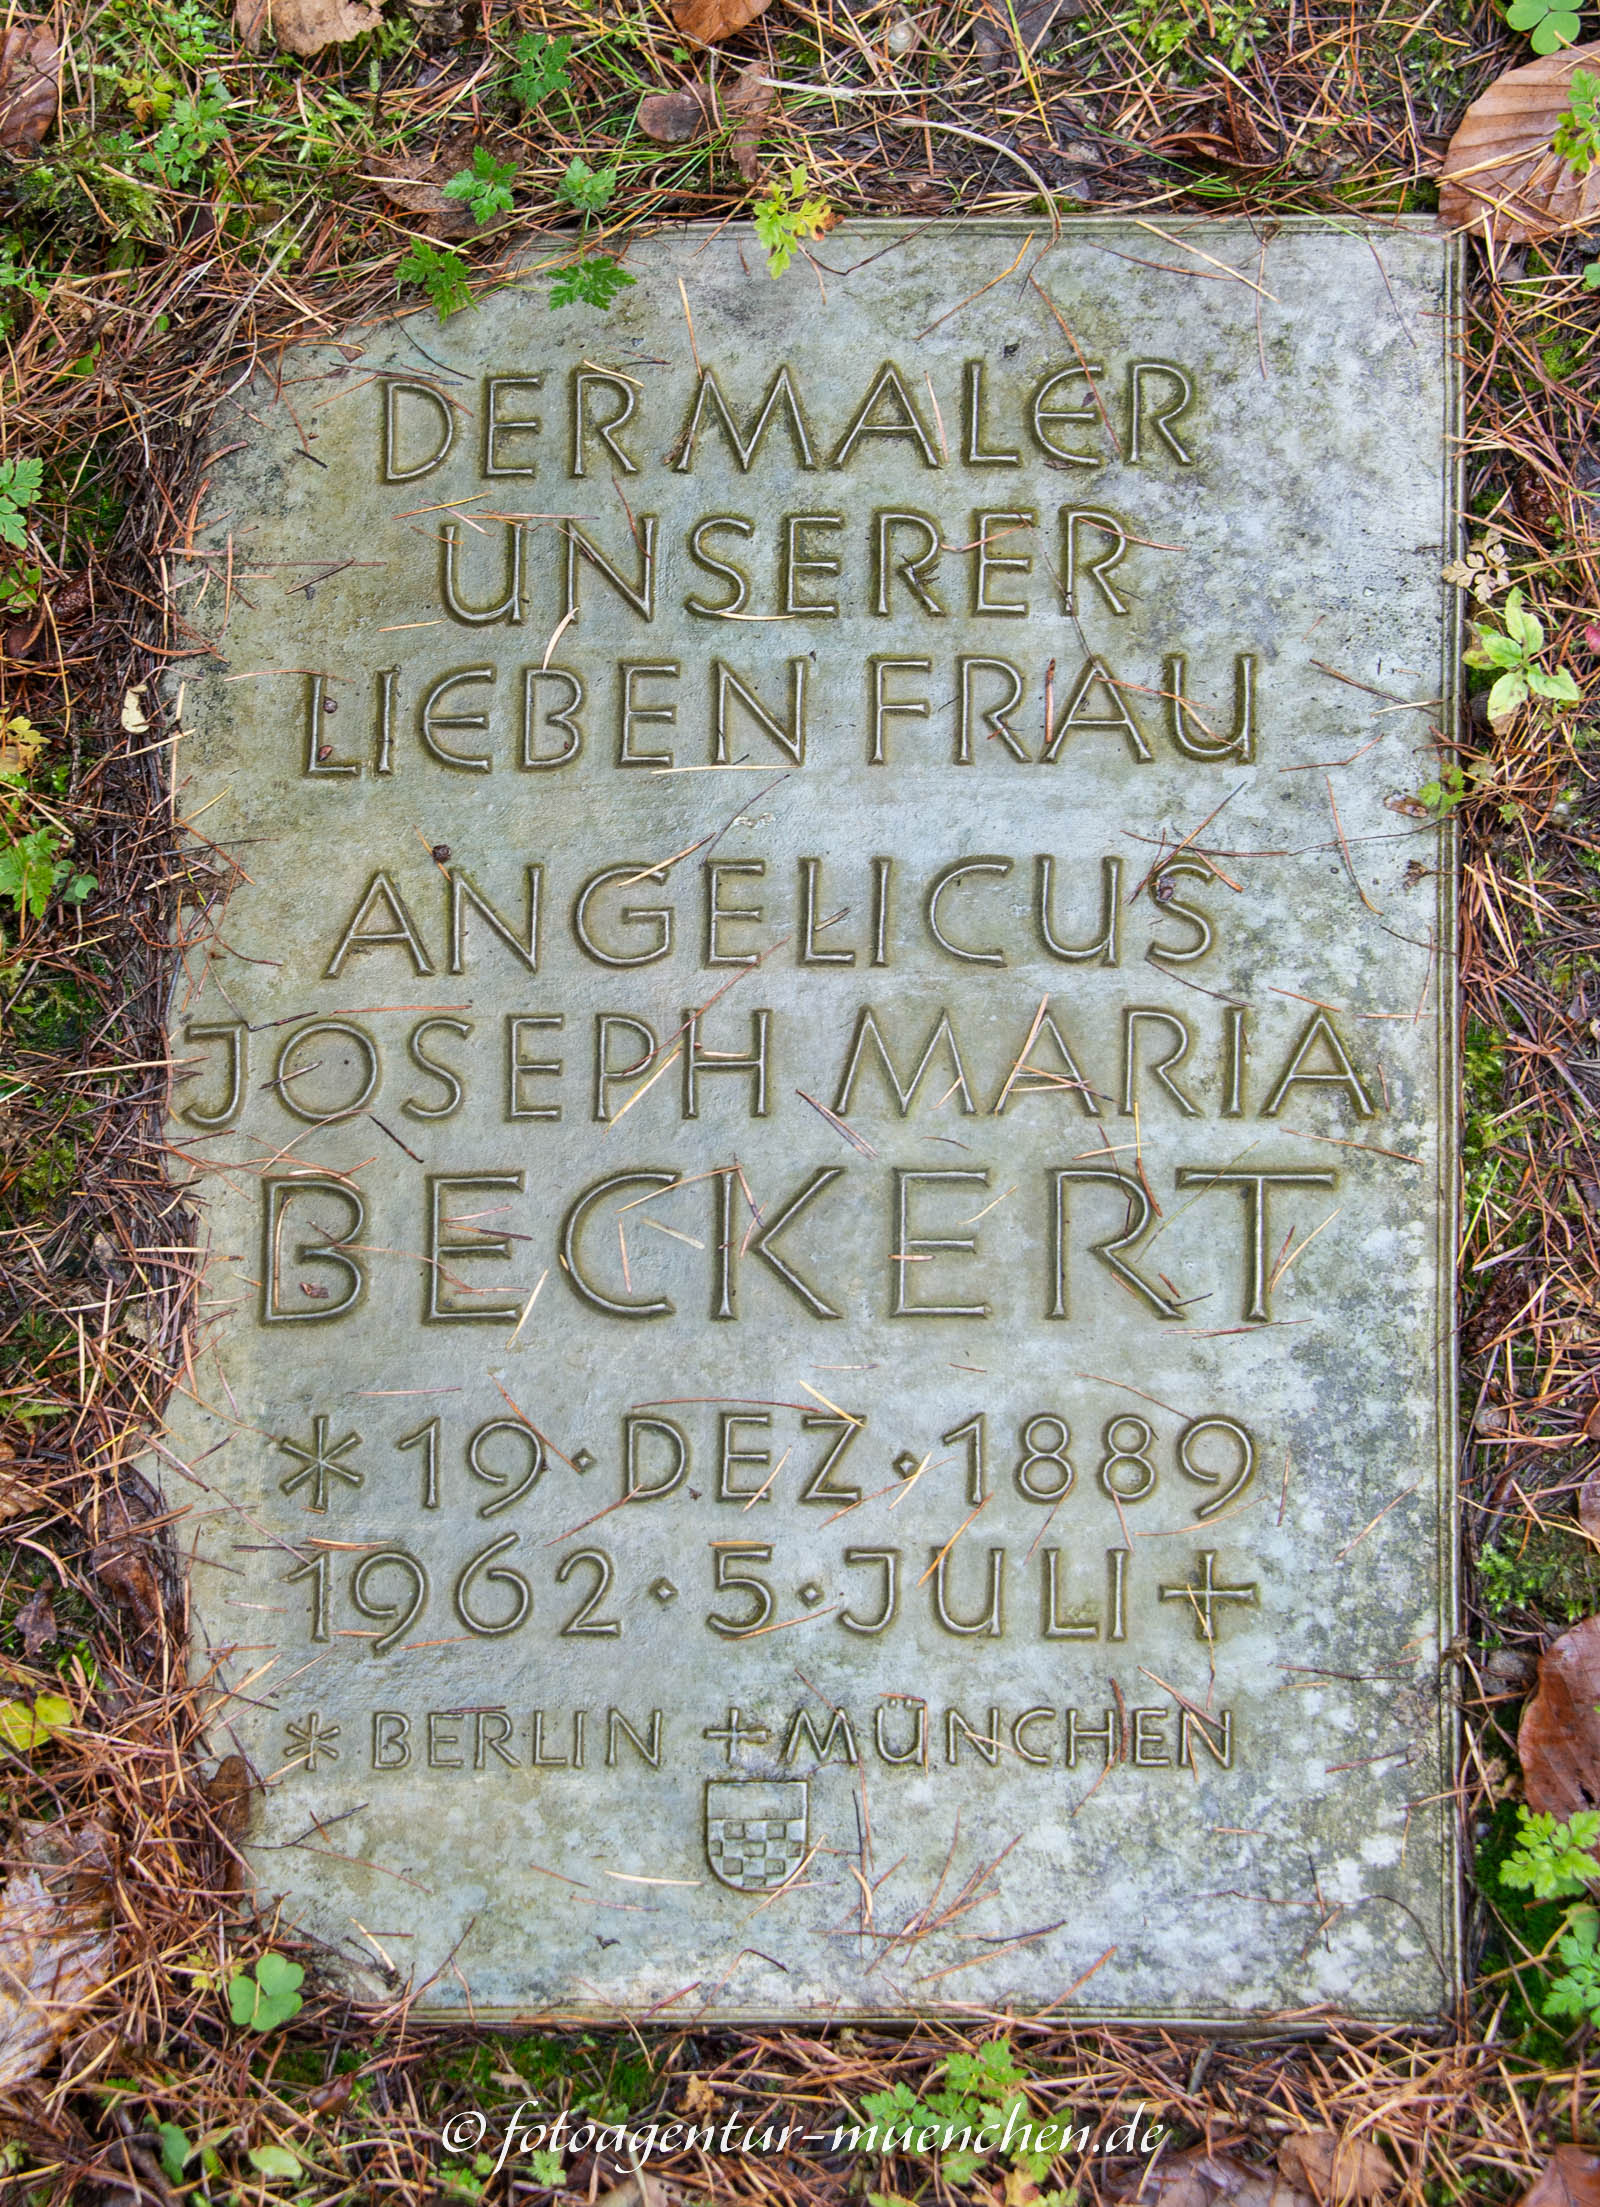 DER MALER
UNSERER
LIEBEN FRAU
ANGELICUS
JOSEPH MARIA
BECKERT
* 19 · DEZ · 1889
1962 · 5 · JULI +
* BERLIN + MÜNCHEN
© fotoagentur-muenchen.de